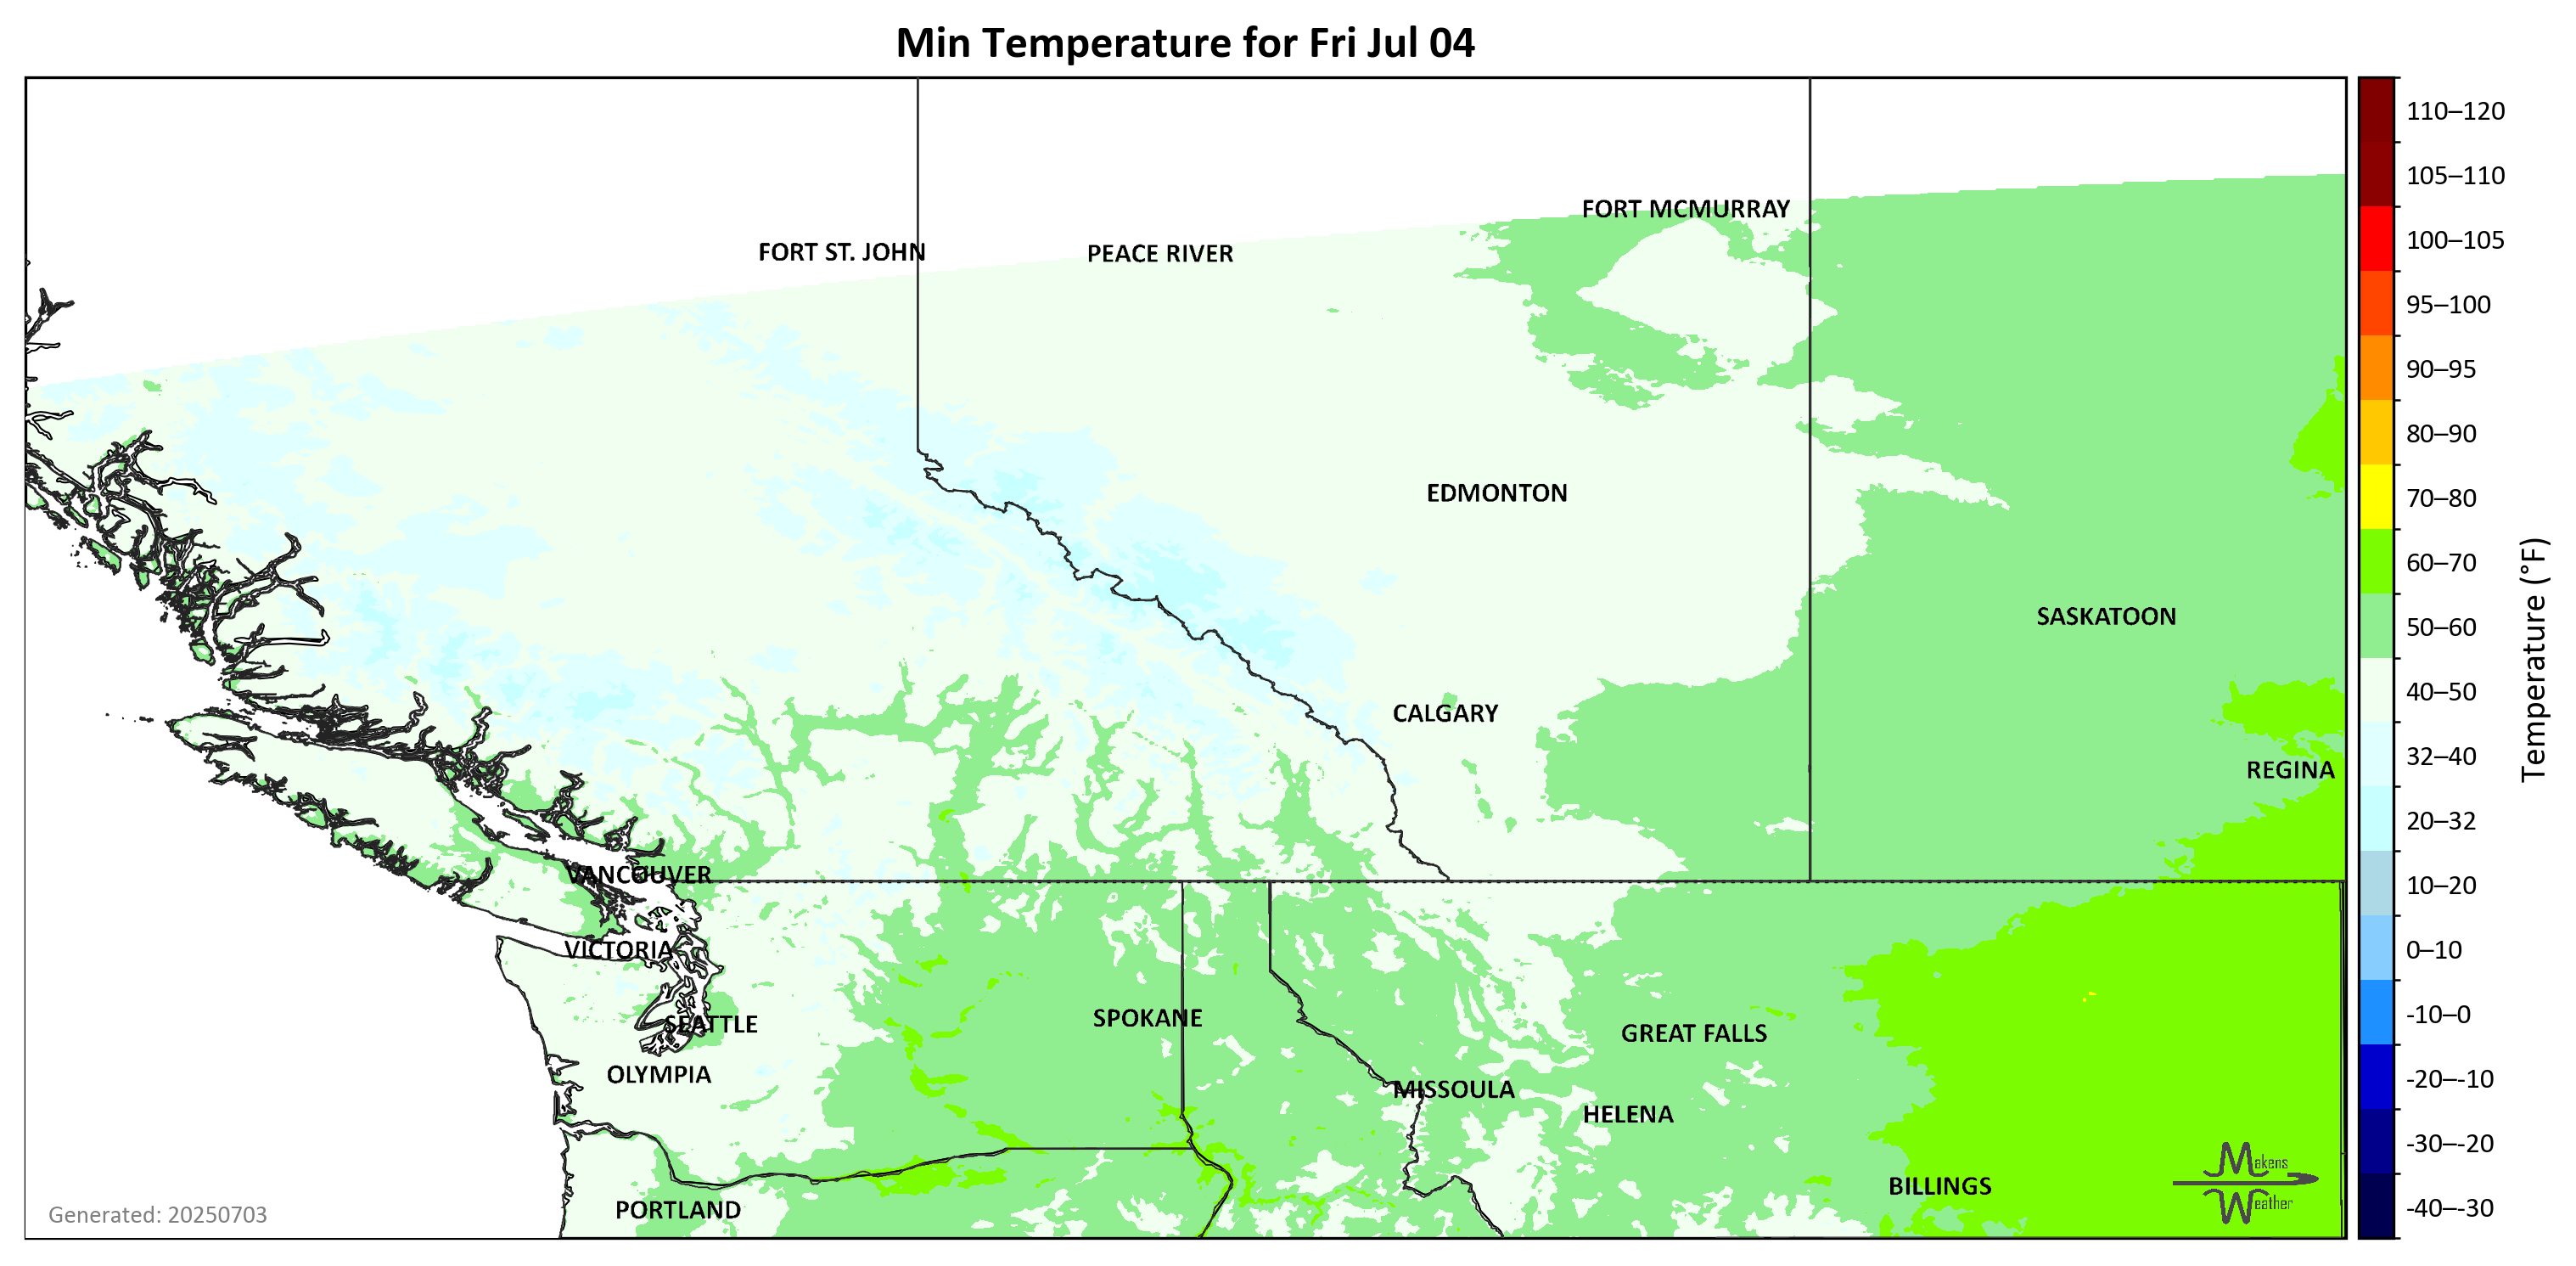 Min Temperature for Fri Jul 04
110–120
105–110
100–105
95–100
90–95
80–90
70–80
60–70
50–60
40–50
32–40
20–32
10–20
0–10
-10–0
-20–-10
-30–-20
-40–-30
Temperature (°F)
FORT MCMURRAY
FORT ST. JOHN
PEACE RIVER
EDMONTON
SASKATOON
CALGARY
REGINA
VANCOUVER
VICTORIA
SPOKANE
SEATTLE
GREAT FALLS
OLYMPIA
MISSOULA
HELENA
BILLINGS
PORTLAND
Makens
Weather
Generated: 20250703